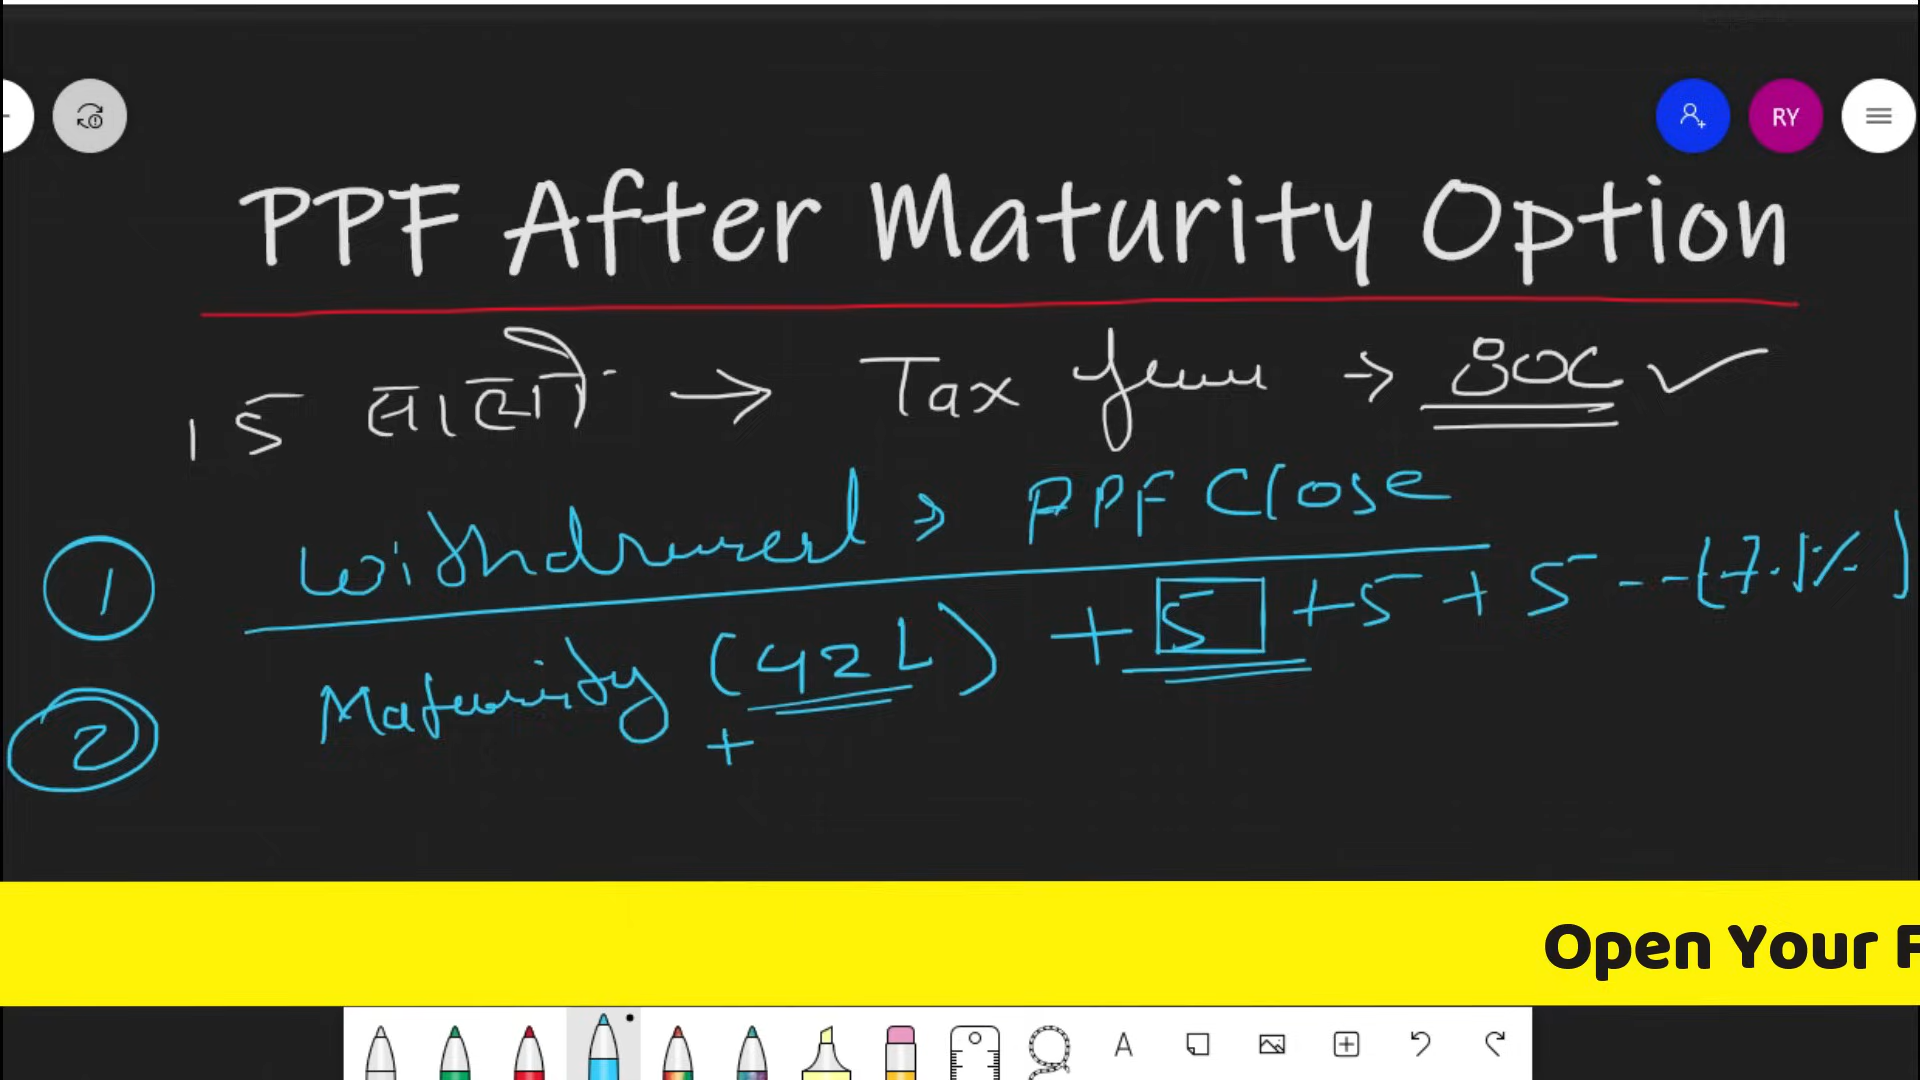 RY
PPF After Maturity Option
15 सालो → Tax free → 80C ✓
1 Withdrawal → PPF Close
2 Maturity (42L) + 5 + 5 + 5 -- (7.1%)
+
Open Your F
A